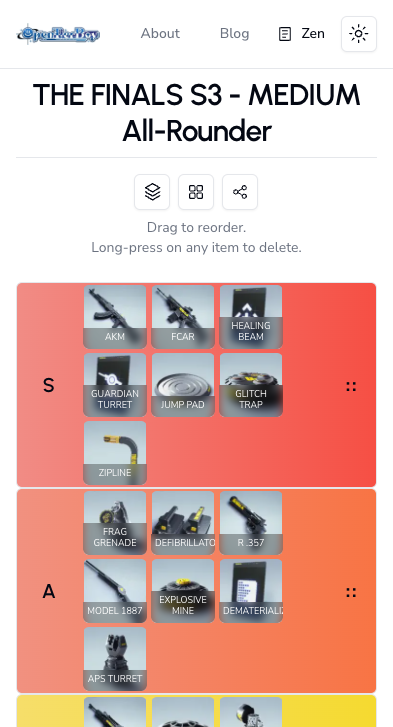 OpenRanKey
About
Blog
Zen
THE FINALS S3 - MEDIUM
All-Rounder
Drag to reorder.
Long-press on any item to delete.
S
AKM
FCAR
HEALING
BEAM
GUARDIAN
TURRET
JUMP PAD
GLITCH
TRAP
ZIPLINE
A
FRAG
GRENADE
DEFIBRILLATO
R .357
MODEL 1887
EXPLOSIVE
MINE
DEMATERIALI
APS TURRET